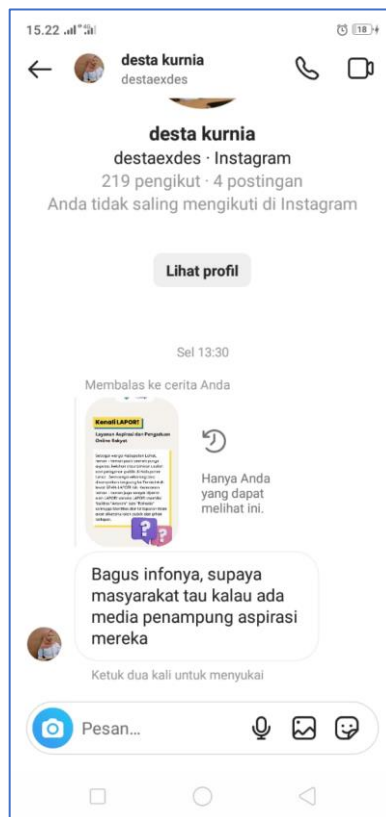 15.22
18
desta kurnia
destaexdes
desta kurnia
destaexdes · Instagram
219 pengikut · 4 postingan
Anda tidak saling mengikuti di Instagram
Lihat profil
Sel 13:30
Membalas ke cerita Anda
Kenali LAPOR!
Layanan Aspirasi dan Pengaduan
Online Rakyat
Hanya Anda
yang dapat
melihat ini.
Bagus infonya, supaya
masyarakat tau kalau ada
media penampung aspirasi
mereka
Ketuk dua kali untuk menyukai
Pesan...